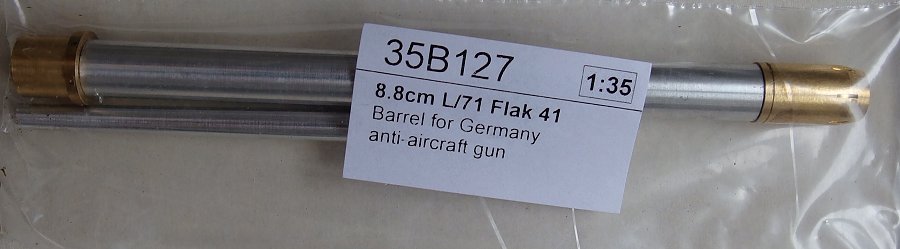 35B127
1:35
8.8cm L/71 Flak 41
Barrel for Germany
anti-aircraft gun